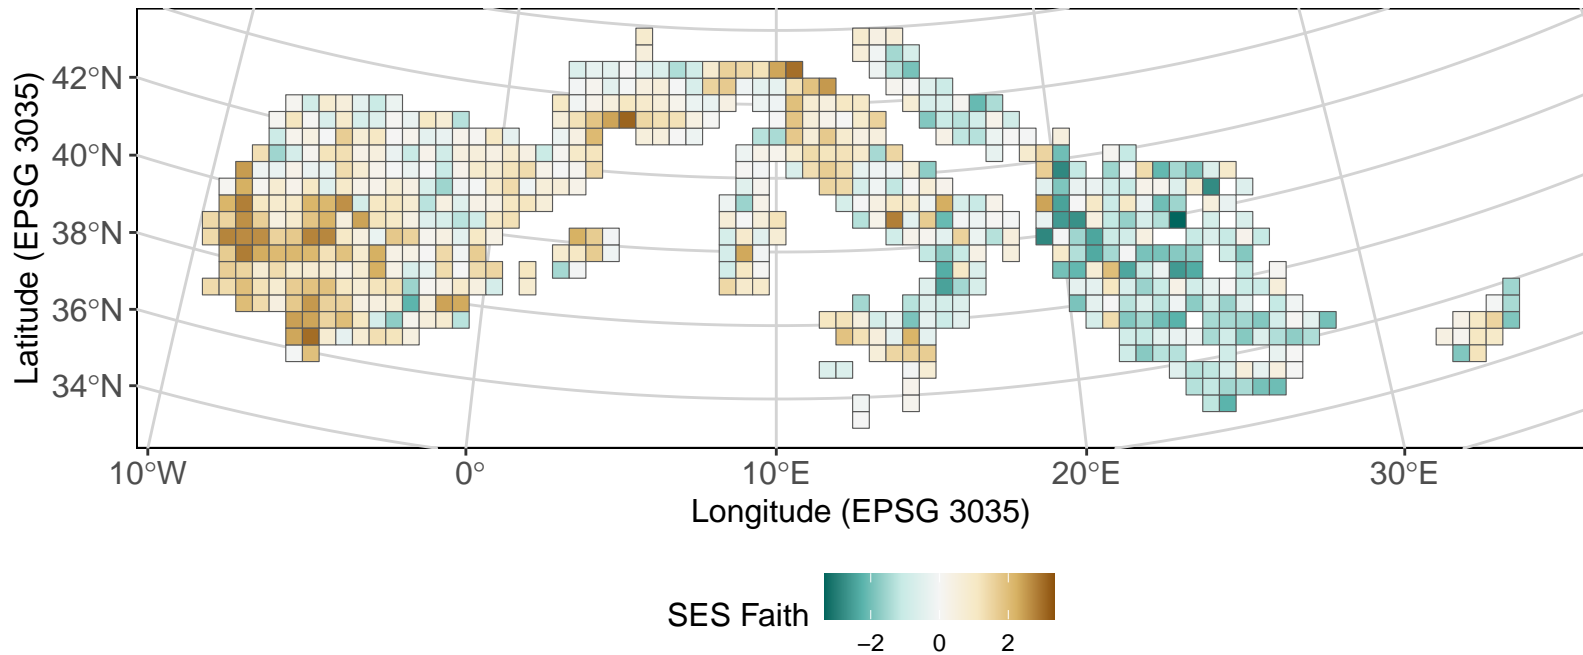 Latitude (EPSG 3035)
42°N
40°N
38°N
36°N
34°N
10°W 0° 10°E 20°E 30°E
Longitude (EPSG 3035)
SES Faith
−2 0 2